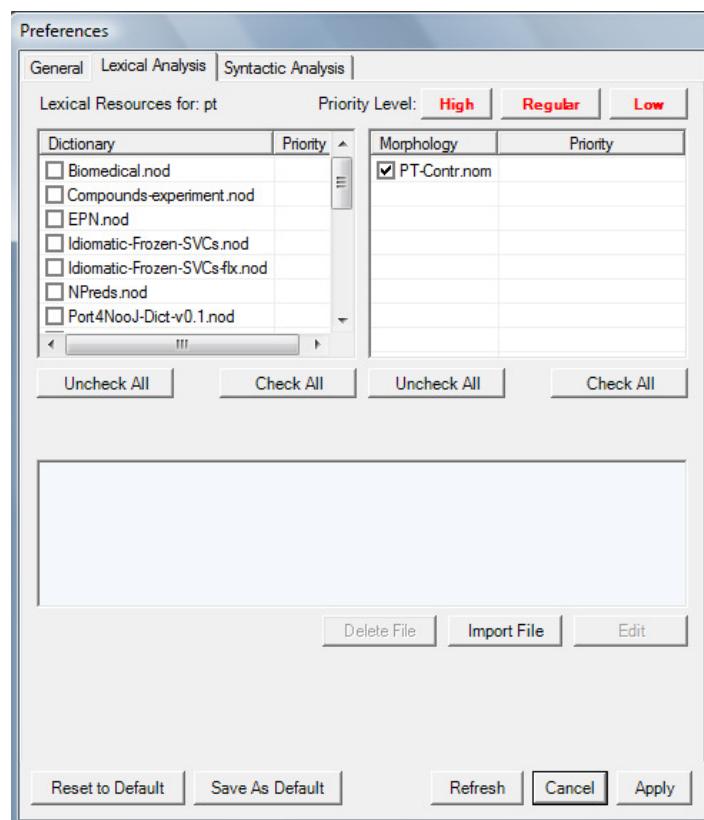 Preferences
General Lexical Analysis Syntactic Analysis
Lexical Resources for: pt Priority Level: High Regular Low
Dictionary Priority Morphology Priority
Biomedical.nod PT-Contr.nom
Compounds-experiment.nod
EPN.nod
Idiomatic-Frozen-SVCs.nod
Idiomatic-Frozen-SVCs-flx.nod
NPreds.nod
Port4NooJ-Dict-v0.1.nod
Uncheck All Check All Uncheck All Check All
Delete File Import File Edit
Reset to Default Save As Default Refresh Cancel Apply